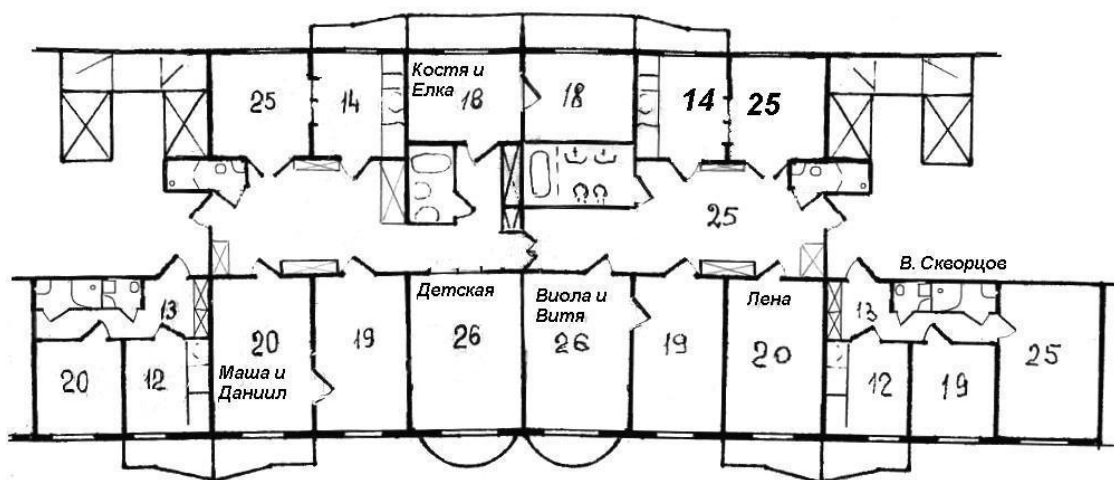 Костя и
Елка
25
14
18
18
14
25
25
В. Скворцов
13
Детская
Виола и
Витя
Лена
13
20
12
20
Маша и
Даниил
19
26
26
19
20
12
19
25